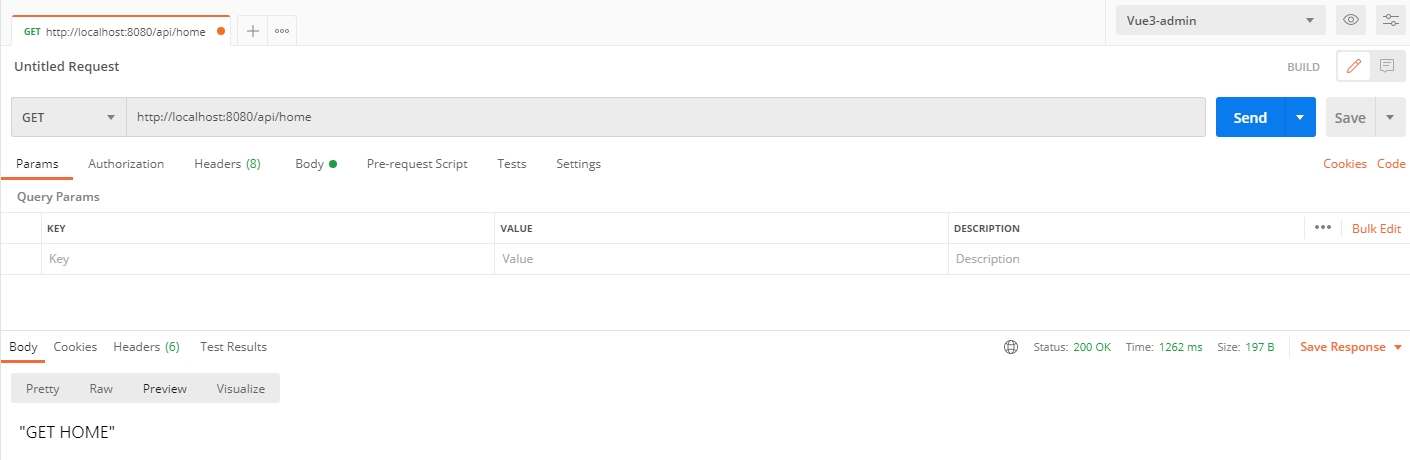 GET http://localhost:8080/api/home
Vue3-admin
Untitled Request
BUILD
GET http://localhost:8080/api/home Send Save
Params Authorization Headers (8) Body Pre-request Script Tests Settings Cookies Code
Query Params
KEY VALUE DESCRIPTION Bulk Edit
Key Value Description
Body Cookies Headers (6) Test Results Status: 200 OK Time: 1262 ms Size: 197 B Save Response
Pretty Raw Preview Visualize
"GET HOME"